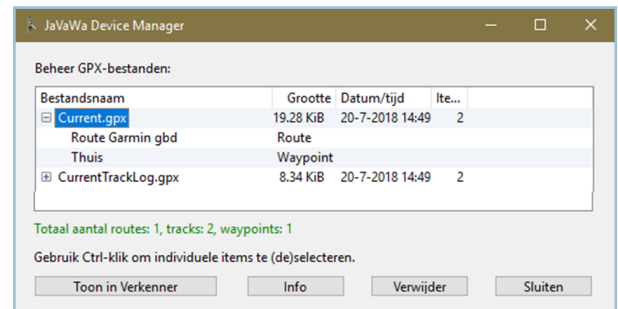 JaVaWa Device Manager
Beheer GPX-bestanden:
Bestandsnaam Grootte Datum/tijd Ite...
Current.gpx 19.28 KiB 20-7-2018 14:49 2
Route Garmin gbd Route
Thuis Waypoint
CurrentTrackLog.gpx 8.34 KiB 20-7-2018 14:49 2
Totaal aantal routes: 1, tracks: 2, waypoints: 1
Gebruik Ctrl-klik om individuele items te (de)selecteren.
Toon in Verkenner Info Verwijder Sluiten